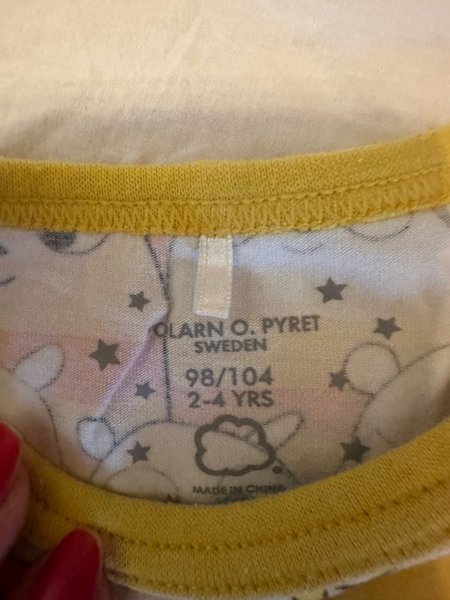 OLARN O. PYRET
SWEDEN
98/104
2-4 YRS
MADE IN CHINA